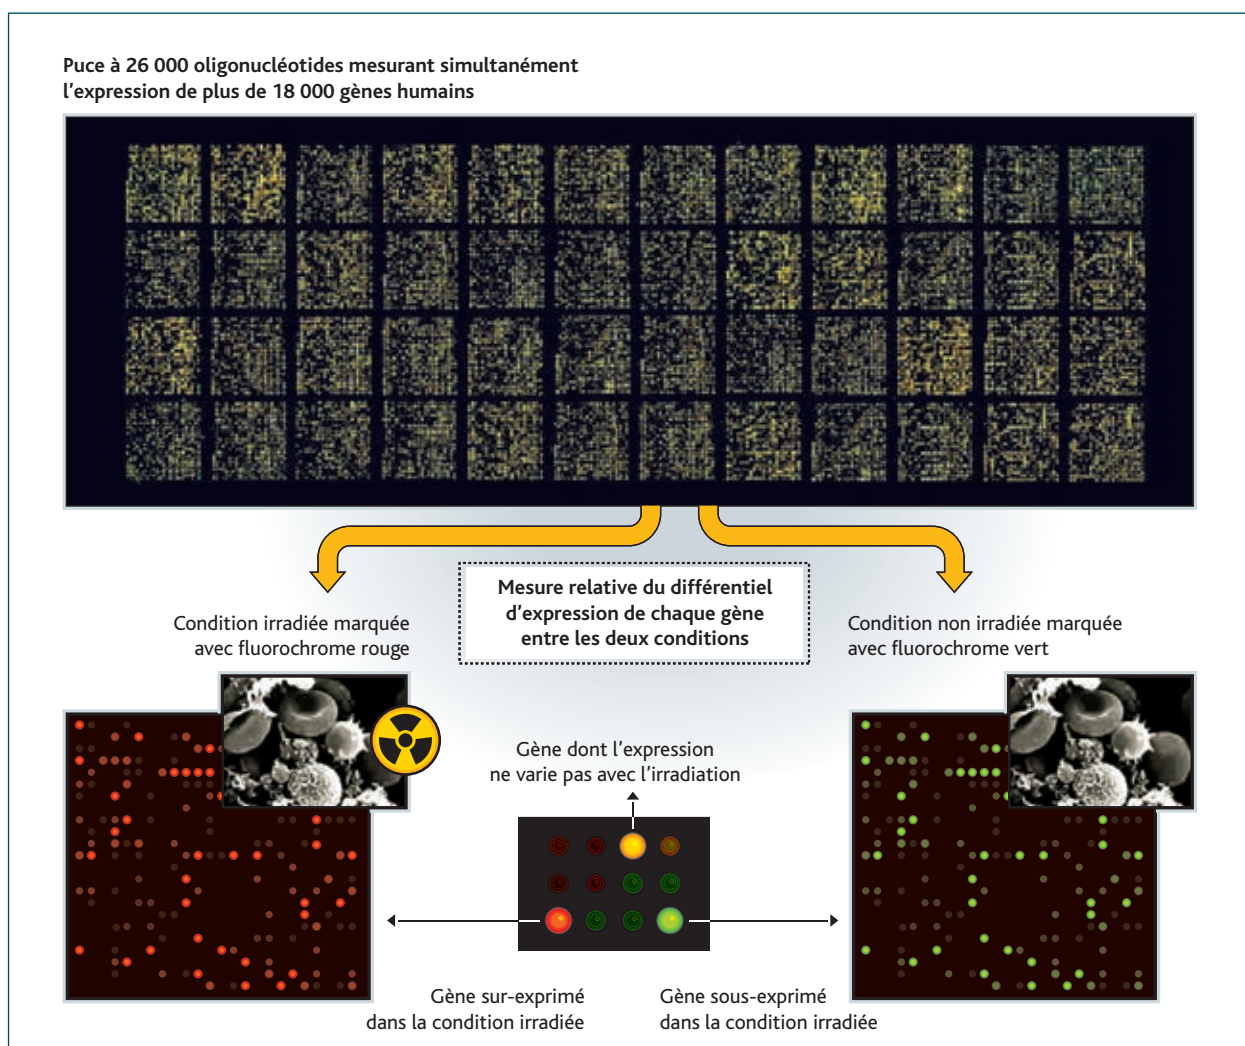 Puce à 26 000 oligonucléotides mesurant simultanément
l'expression de plus de 18 000 gènes humains
Mesure relative du différentiel
d'expression de chaque gène
entre les deux conditions
Condition irradiée marquée
avec fluorochrome rouge
Condition non irradiée marquée
avec fluorochrome vert
Gène dont l'expression
ne varie pas avec l'irradiation
Gène sur-exprimé
dans la condition irradiée
Gène sous-exprimé
dans la condition irradiée